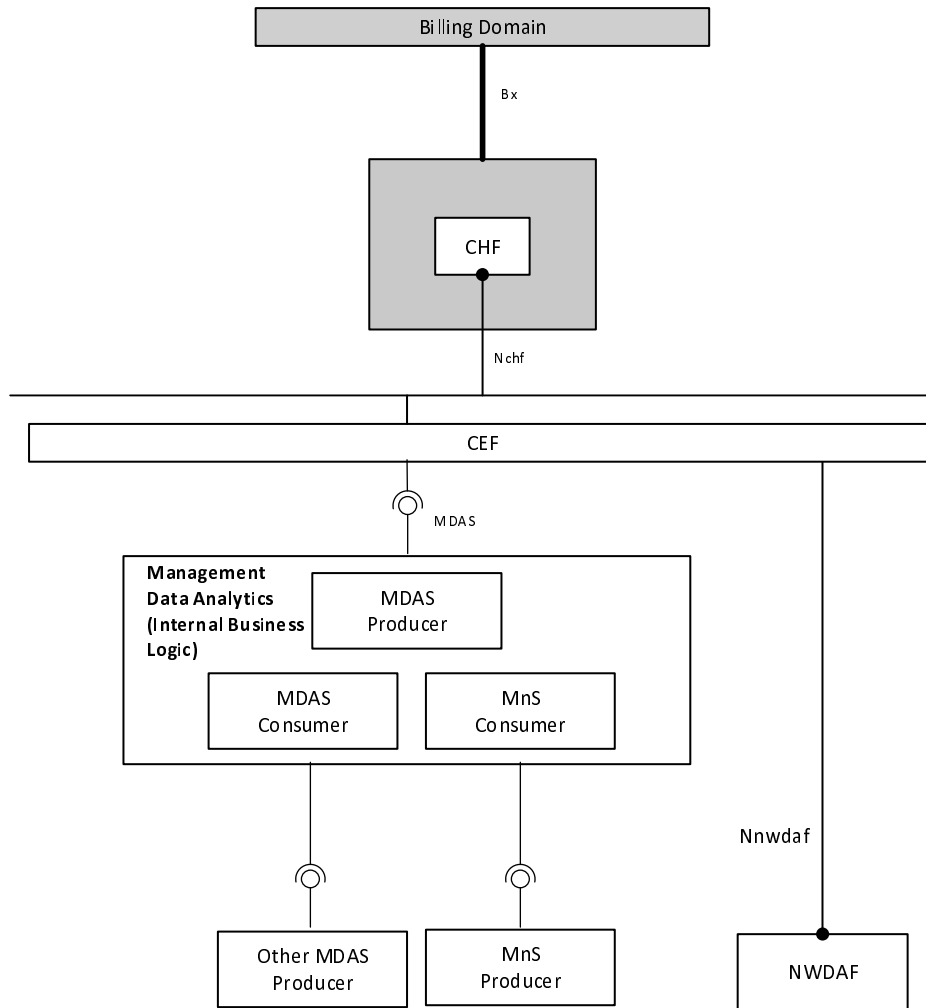 Billing Domain
Bx
CHF
Nchf
CEF
MDAS
Management
Data Analytics
(Internal Business
Logic)
MDAS
Producer
MDAS
Consumer
MnS
Consumer
Nnwdaf
Other MDAS
Producer
MnS
Producer
NWDAF